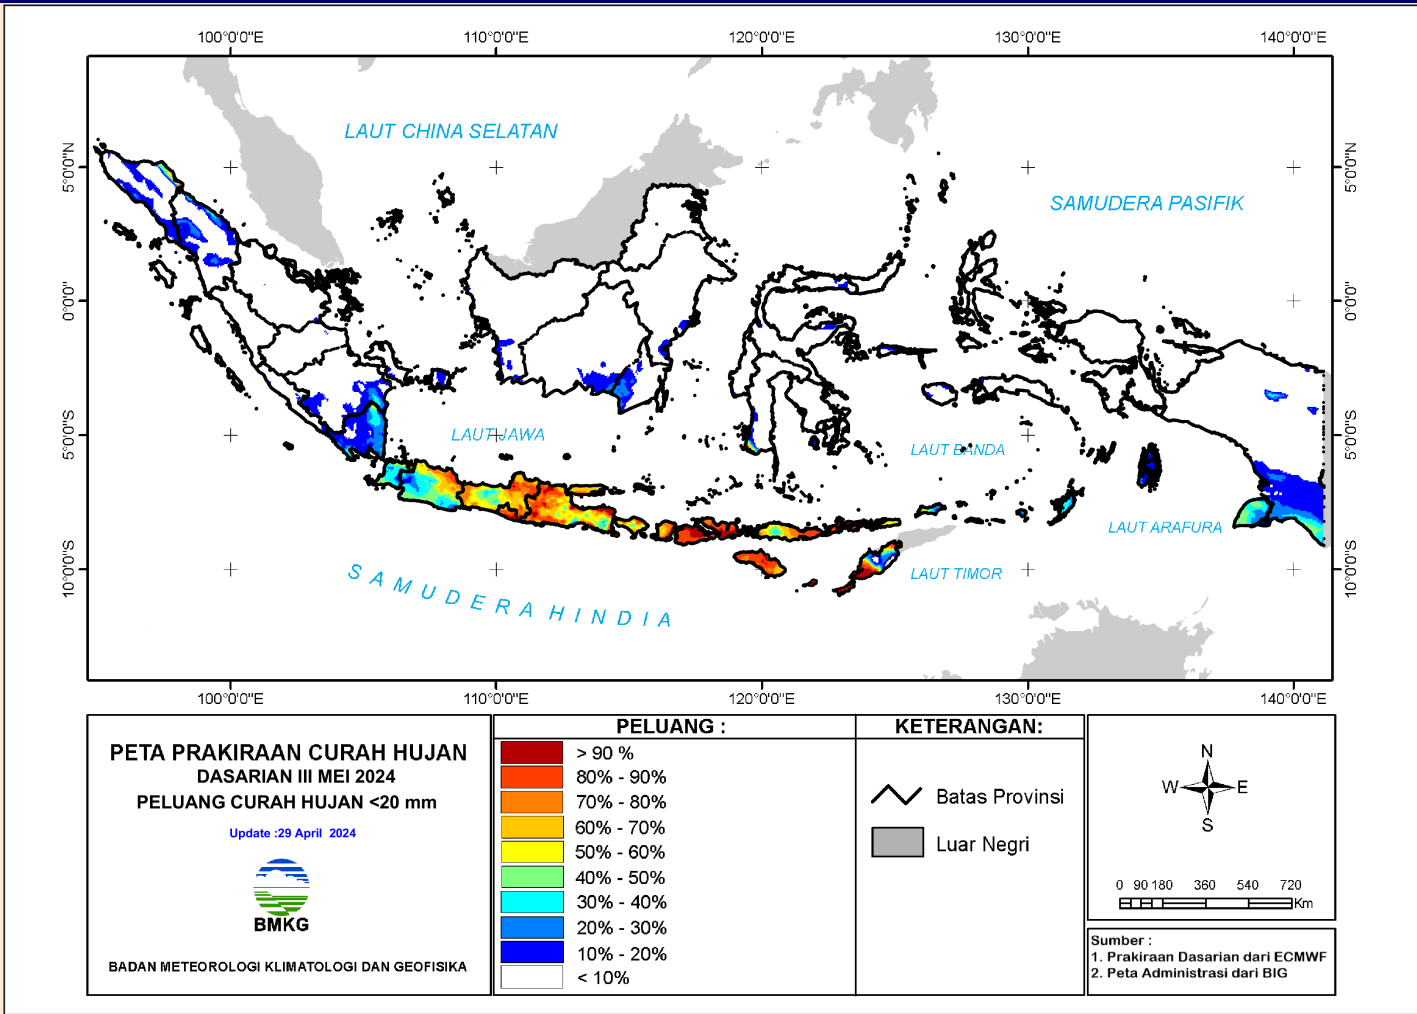 100°0'0"E 110°0'0"E 120°0'0"E 130°0'0"E 140°0'0"E
5°0'0"N
0°0'0"
5°0'0"S
10°0'0"S
LAUT CHINA SELATAN
SAMUDERA PASIFIK
LAUT JAWA
LAUT BANDA
LAUT ARAFURA
LAUT TIMOR
SAMUDERA HINDIA
5°0'0"N
0°0'0"
5°0'0"S
10°0'0"S
100°0'0"E 110°0'0"E 120°0'0"E 130°0'0"E 140°0'0"E
PETA PRAKIRAAN CURAH HUJAN
DASARIAN III MEI 2024
PELUANG CURAH HUJAN <20 mm
Update :29 April 2024
BMKG
BADAN METEOROLOGI KLIMATOLOGI DAN GEOFISIKA
PELUANG :
> 90 %
80% - 90%
70% - 80%
60% - 70%
50% - 60%
40% - 50%
30% - 40%
20% - 30%
10% - 20%
< 10%
KETERANGAN:
Batas Provinsi
Luar Negri
N
W E
S
0 90 180 360 540 720
Km
Sumber :
1. Prakiraan Dasarian dari ECMWF
2. Peta Administrasi dari BIG